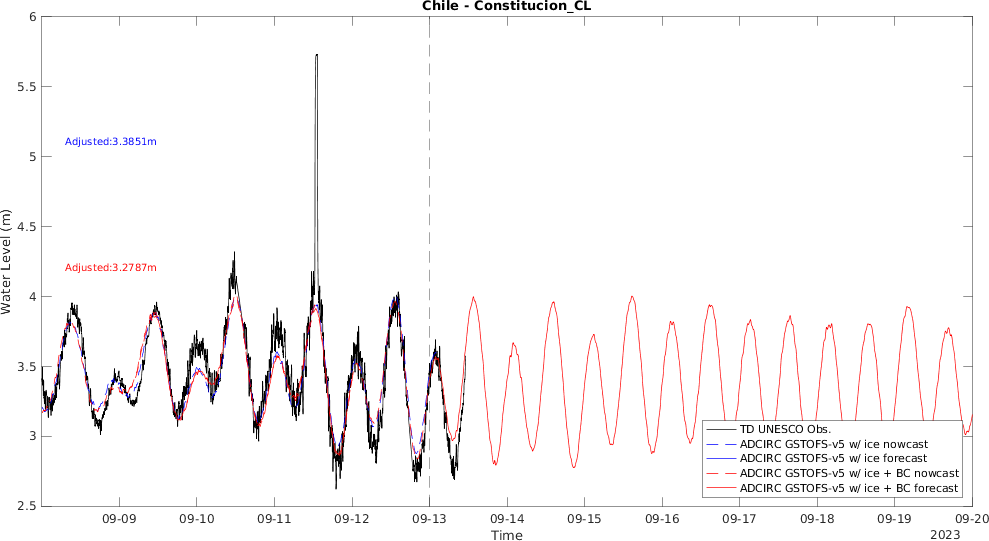 Chile - Constitucion_CL
6
5.5
5
4.5
4
3.5
3
2.5
Water Level (m)
Adjusted:3.3851m
Adjusted:3.2787m
TD UNESCO Obs.
ADCIRC GSTOFS-v5 w/ ice nowcast
ADCIRC GSTOFS-v5 w/ ice forecast
ADCIRC GSTOFS-v5 w/ ice + BC nowcast
ADCIRC GSTOFS-v5 w/ ice + BC forecast
09-09 09-10 09-11 09-12 09-13 09-14 09-15 09-16 09-17 09-18 09-19 09-20
Time
2023